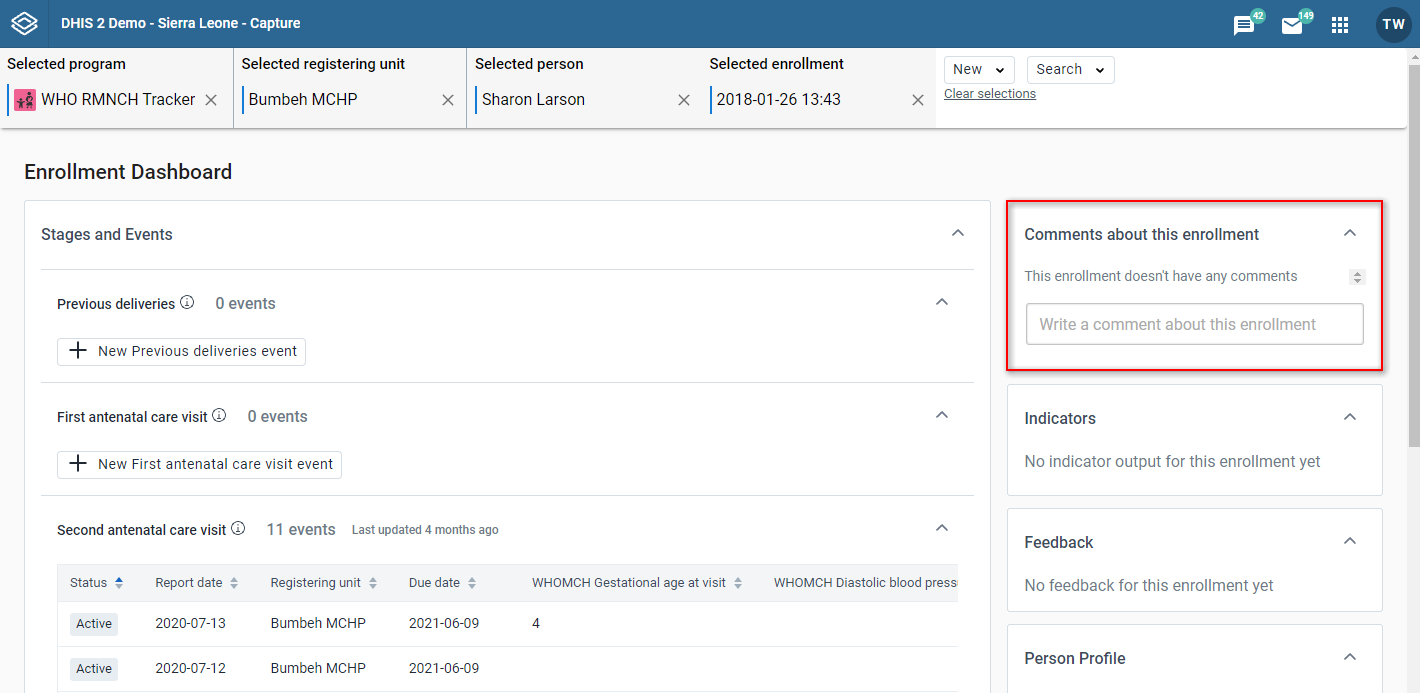 DHIS 2 Demo - Sierra Leone - Capture
42
149
TW
Selected program
WHO RMNCH Tracker
Selected registering unit
Bumbeh MCHP
Selected person
Sharon Larson
Selected enrollment
2018-01-26 13:43
New
Search
Clear selections
Enrollment Dashboard
Stages and Events
Previous deliveries 0 events
New Previous deliveries event
First antenatal care visit 0 events
New First antenatal care visit event
Second antenatal care visit 11 events Last updated 4 months ago
Status Report date Registering unit Due date WHOMCH Gestational age at visit WHOMCH Diastolic blood press
Active 2020-07-13 Bumbeh MCHP 2021-06-09 4
Active 2020-07-12 Bumbeh MCHP 2021-06-09
Comments about this enrollment
This enrollment doesn't have any comments
Write a comment about this enrollment
Indicators
No indicator output for this enrollment yet
Feedback
No feedback for this enrollment yet
Person Profile